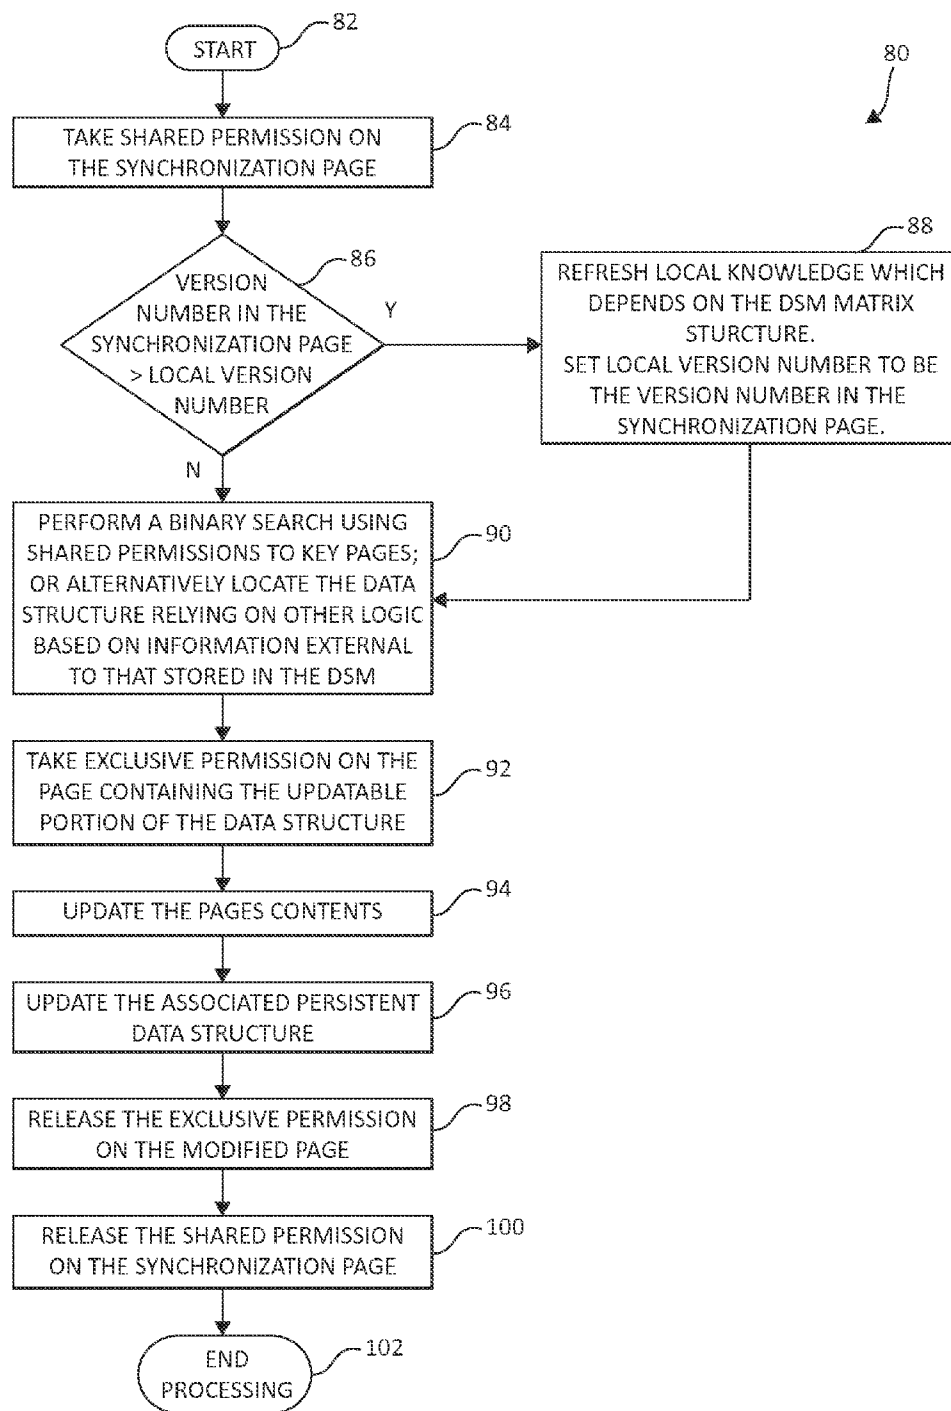 82
START
80
TAKE SHARED PERMISSION ON
THE SYNCHRONIZATION PAGE
84
86
VERSION
NUMBER IN THE
SYNCHRONIZATION PAGE
> LOCAL VERSION
NUMBER
Y
N
88
REFRESH LOCAL KNOWLEDGE WHICH
DEPENDS ON THE DSM MATRIX
STURCTURE.
SET LOCAL VERSION NUMBER TO BE
THE VERSION NUMBER IN THE
SYNCHRONIZATION PAGE.
PERFORM A BINARY SEARCH USING
SHARED PERMISSIONS TO KEY PAGES;
OR ALTERNATIVELY LOCATE THE DATA
STRUCTURE RELYING ON OTHER LOGIC
BASED ON INFORMATION EXTERNAL
TO THAT STORED IN THE DSM
90
TAKE EXCLUSIVE PERMISSION ON THE
PAGE CONTAINING THE UPDATABLE
PORTION OF THE DATA STRUCTURE
92
UPDATE THE PAGES CONTENTS
94
UPDATE THE ASSOCIATED PERSISTENT
DATA STRUCTURE
96
RELEASE THE EXCLUSIVE PERMISSION
ON THE MODIFIED PAGE
98
RELEASE THE SHARED PERMISSION
ON THE SYNCHRONIZATION PAGE
100
END
PROCESSING
102